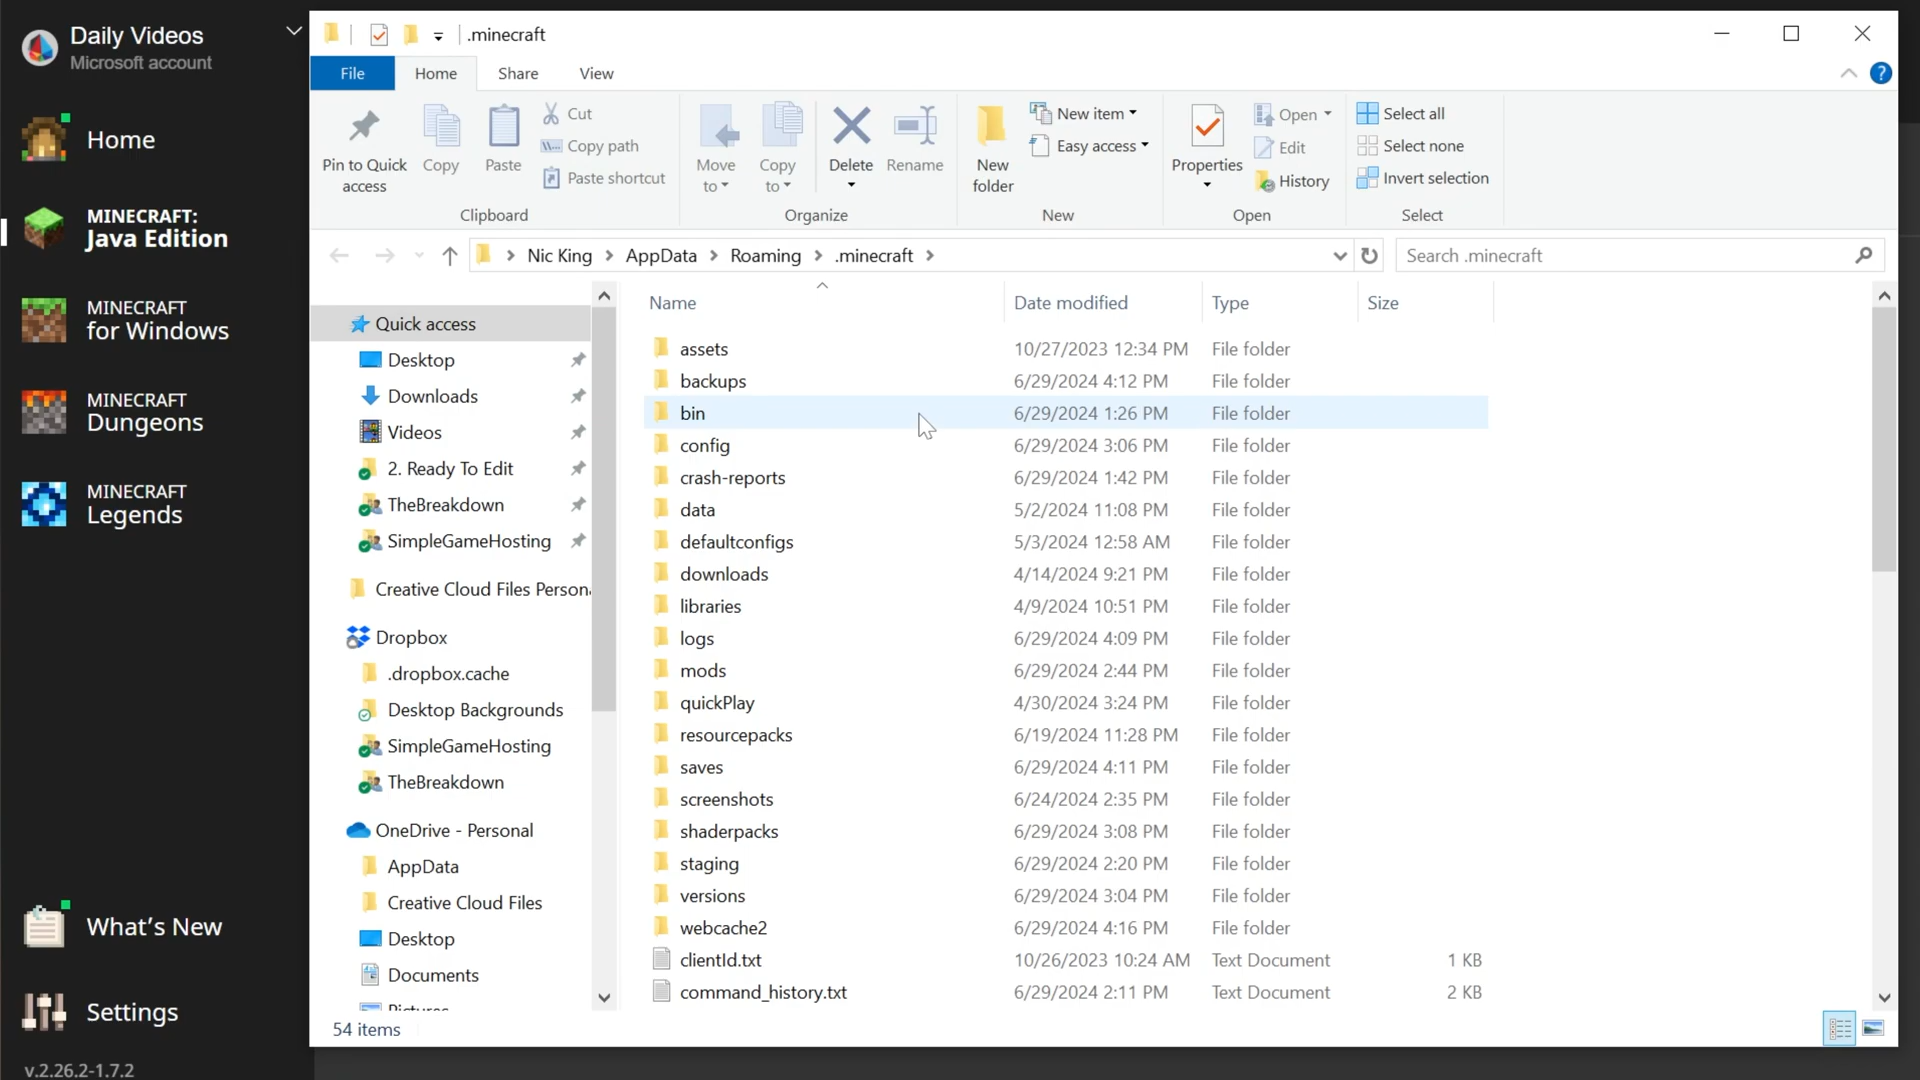 Daily Videos
Microsoft account
Home
MINECRAFT:
Java Edition
MINECRAFT
for Windows
MINECRAFT
Dungeons
MINECRAFT
Legends
What's New
Settings
v.2.26.2-1.7.2
.minecraft
File Home Share View
Pin to Quick access
Copy
Paste
Cut
Copy path
Paste shortcut
Clipboard
Move to
Copy to
Delete
Rename
Organize
New folder
New item
Easy access
New
Properties
Open
Edit
History
Open
Select all
Select none
Invert selection
Select
Nic King > AppData > Roaming > .minecraft >
Search .minecraft
Quick access
Desktop
Downloads
Videos
2. Ready To Edit
TheBreakdown
SimpleGameHosting
Creative Cloud Files Person
Dropbox
.dropbox.cache
Desktop Backgrounds
SimpleGameHosting
TheBreakdown
OneDrive - Personal
AppData
Creative Cloud Files
Desktop
Documents
Pictures
Name Date modified Type Size
assets 10/27/2023 12:34 PM File folder
backups 6/29/2024 4:12 PM File folder
bin 6/29/2024 1:26 PM File folder
config 6/29/2024 3:06 PM File folder
crash-reports 6/29/2024 1:42 PM File folder
data 5/2/2024 11:08 PM File folder
defaultconfigs 5/3/2024 12:58 AM File folder
downloads 4/14/2024 9:21 PM File folder
libraries 4/9/2024 10:51 PM File folder
logs 6/29/2024 4:09 PM File folder
mods 6/29/2024 2:44 PM File folder
quickPlay 4/30/2024 3:24 PM File folder
resourcepacks 6/19/2024 11:28 PM File folder
saves 6/29/2024 4:11 PM File folder
screenshots 6/24/2024 2:35 PM File folder
shaderpacks 6/29/2024 3:08 PM File folder
staging 6/29/2024 2:20 PM File folder
versions 6/29/2024 3:04 PM File folder
webcache2 6/29/2024 4:16 PM File folder
clientId.txt 10/26/2023 10:24 AM Text Document 1 KB
command_history.txt 6/29/2024 2:11 PM Text Document 2 KB
54 items